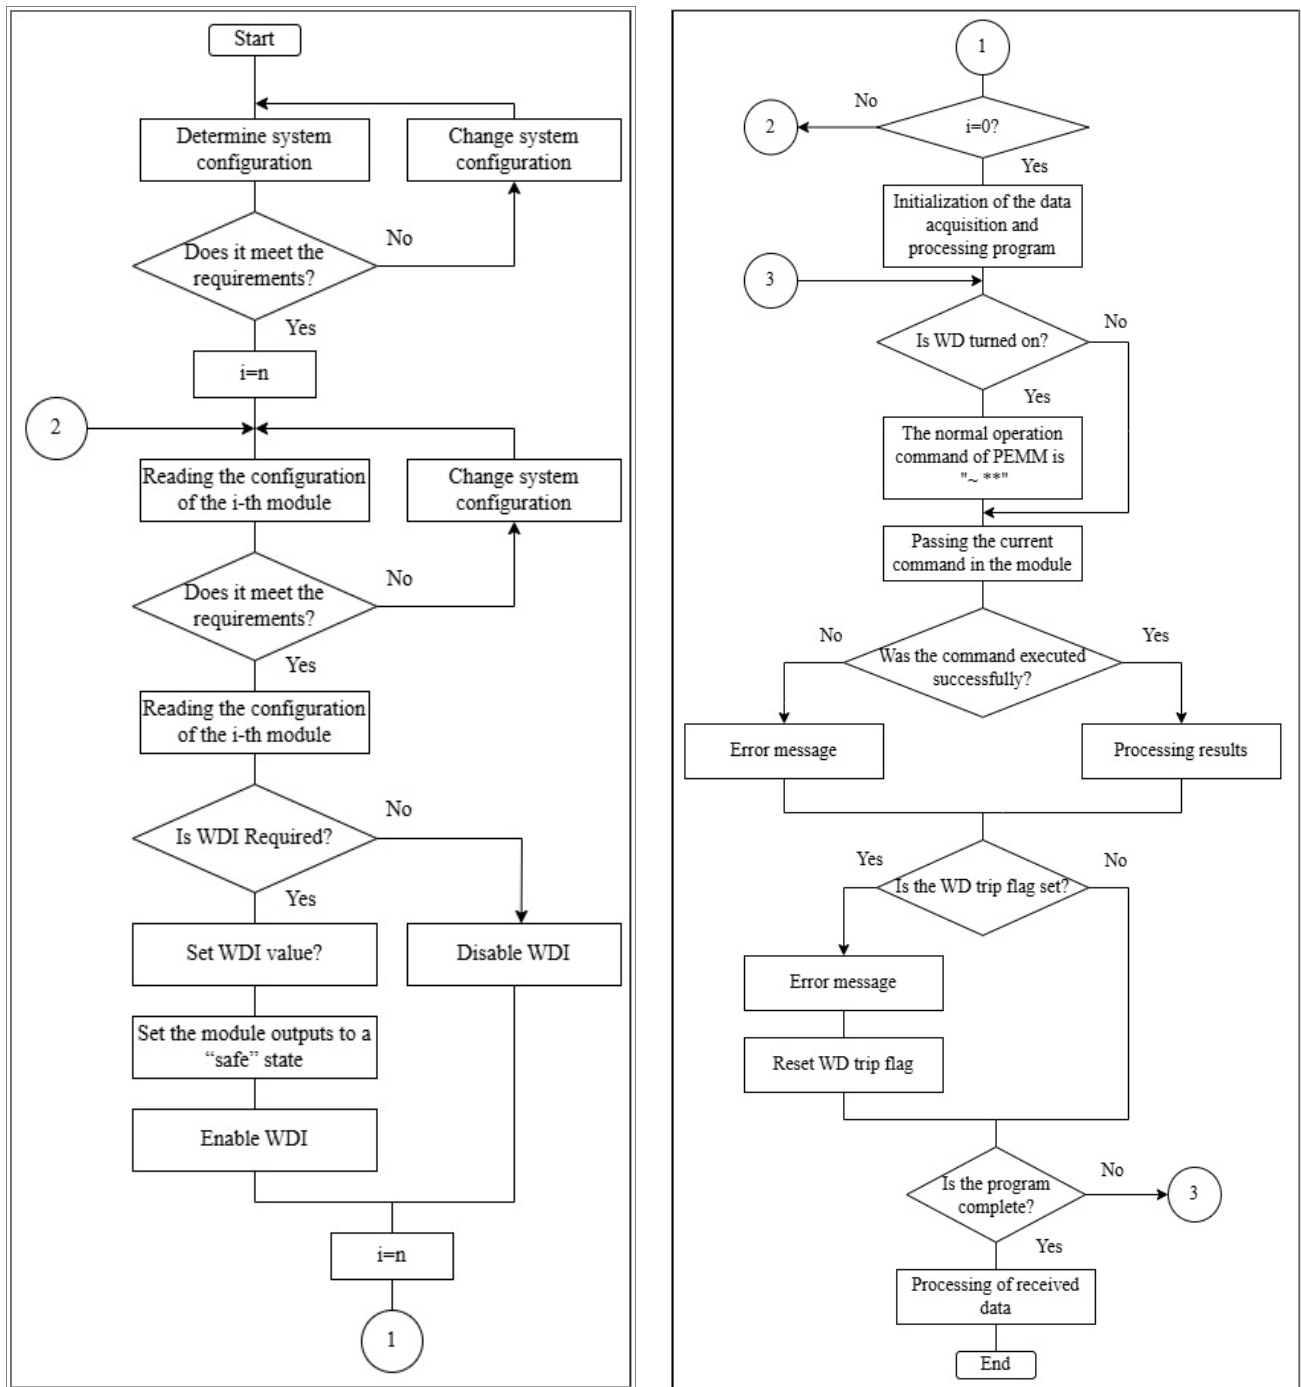 Start
Determine system
configuration
Change system
configuration
Does it meet the
requirements?
No
Yes
i=n
2
Reading the configuration
of the i-th module
Change system
configuration
Does it meet the
requirements?
No
Yes
Reading the configuration
of the i-th module
Is WDI Required?
No
Yes
Set WDI value?
Disable WDI
Set the module outputs to a
“safe” state
Enable WDI
i=n
1
1
No
2
i=0?
Yes
Initialization of the data
acquisition and
processing program
3
Is WD turned on?
No
Yes
The normal operation
command of PEMM is
"~ **"
Passing the current
command in the module
No
Yes
Was the command executed
successfully?
Error message
Processing results
Yes
No
Is the WD trip flag set?
Error message
Reset WD trip flag
Is the program
complete?
No
3
Yes
Processing of received
data
End